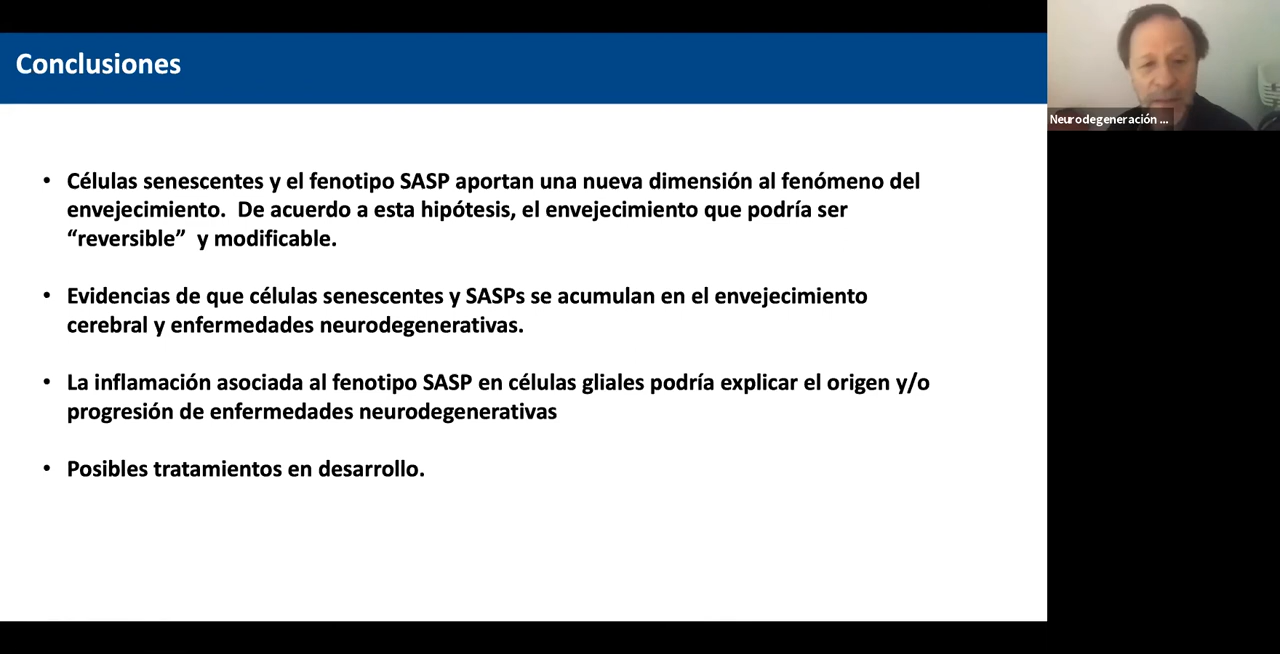 Conclusiones
Neurodegeneración ...
• Células senescentes y el fenotipo SASP aportan una nueva dimensión al fenómeno del
envejecimiento.  De acuerdo a esta hipótesis, el envejecimiento que podría ser
“reversible”  y modificable.
• Evidencias de que células senescentes y SASPs se acumulan en el envejecimiento
cerebral y enfermedades neurodegenerativas.
• La inflamación asociada al fenotipo SASP en células gliales podría explicar el origen y/o
progresión de enfermedades neurodegenerativas
• Posibles tratamientos en desarrollo.